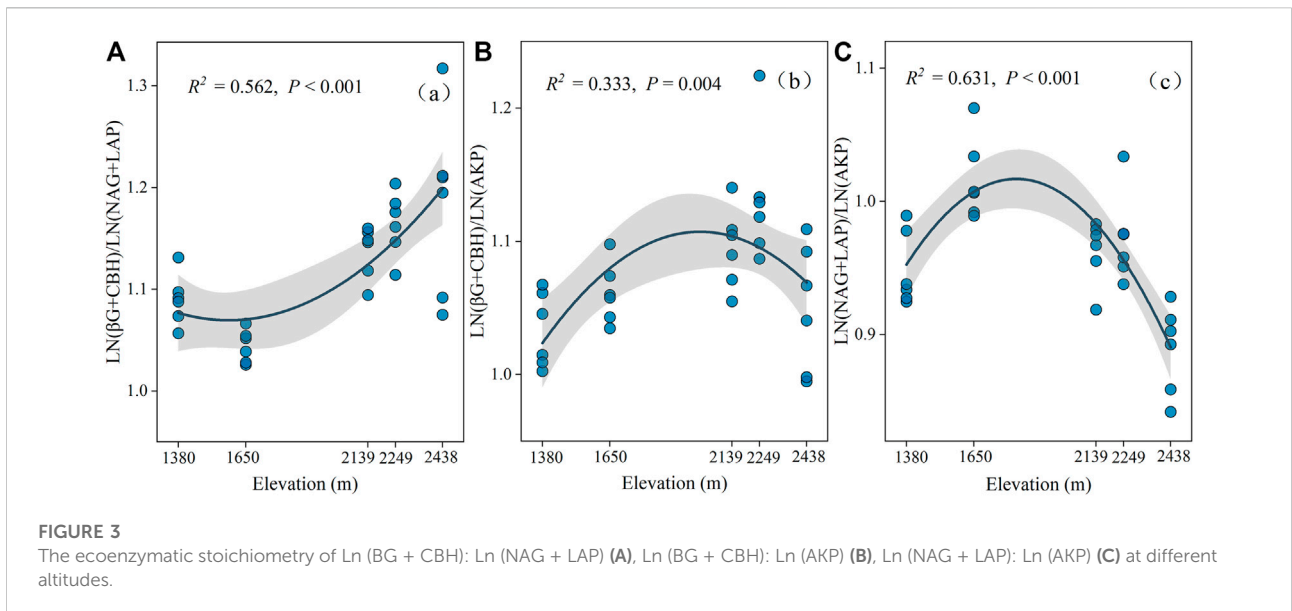 A
R² = 0.562, P < 0.001
（a）
LN(βG+CBH)/LN(NAG+LAP)
1.3
1.2
1.1
1.0
1380
1650
2139
2249
2438
Elevation (m)
B
R² = 0.333, P = 0.004
（b）
LN(βG+CBH)/LN(AKP)
1.2
1.1
1.0
1380
1650
2139
2249
2438
Elevation (m)
C
R² = 0.631, P < 0.001
（c）
LN(NAG+LAP)/LN(AKP)
1.1
1.0
0.9
1380
1650
2139
2249
2438
Elevation (m)
FIGURE 3
The ecoenzymatic stoichiometry of Ln (BG + CBH): Ln (NAG + LAP) (A), Ln (BG + CBH): Ln (AKP) (B), Ln (NAG + LAP): Ln (AKP) (C) at different
altitudes.